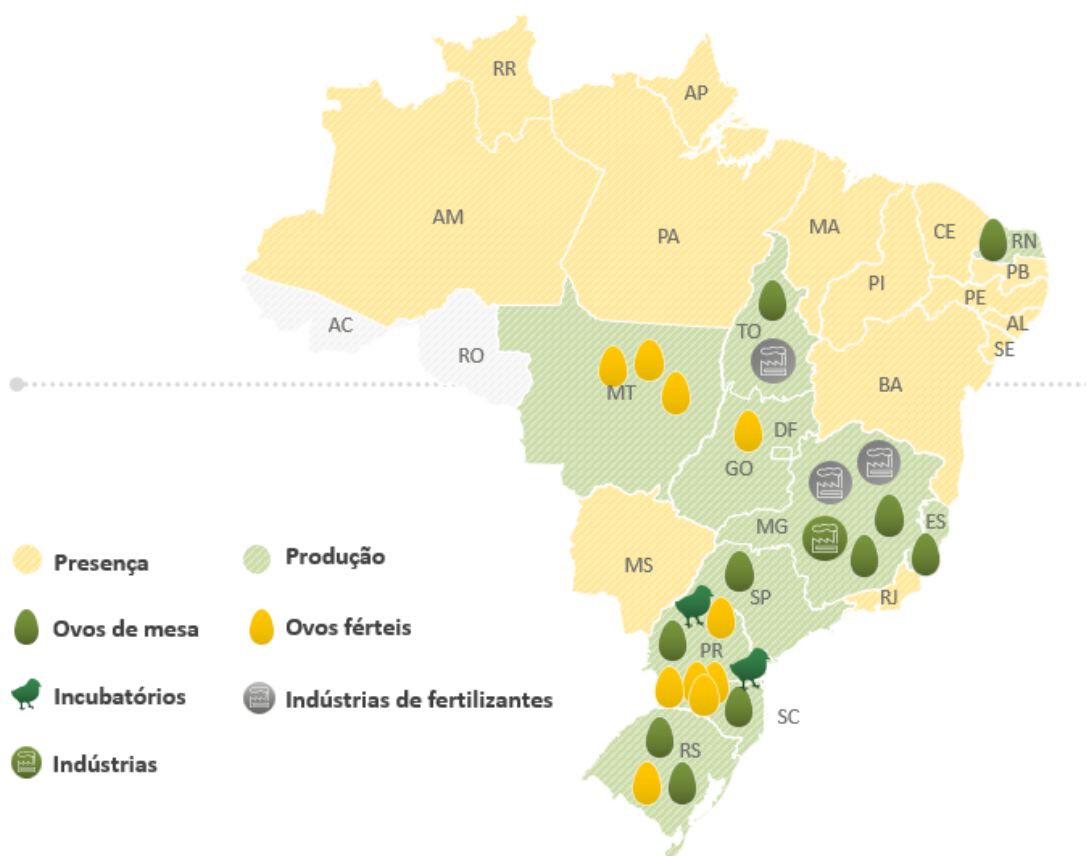 RR
AP
AM
PA
MA
CE
RN
PB
PI
PE
AL
SE
AC
RO
TO
BA
MT
DF
GO
MG
ES
MS
SP
RJ
PR
SC
RS
Presença
Produção
Ovos de mesa
Ovos férteis
Incubatórios
Indústrias de fertilizantes
Indústrias